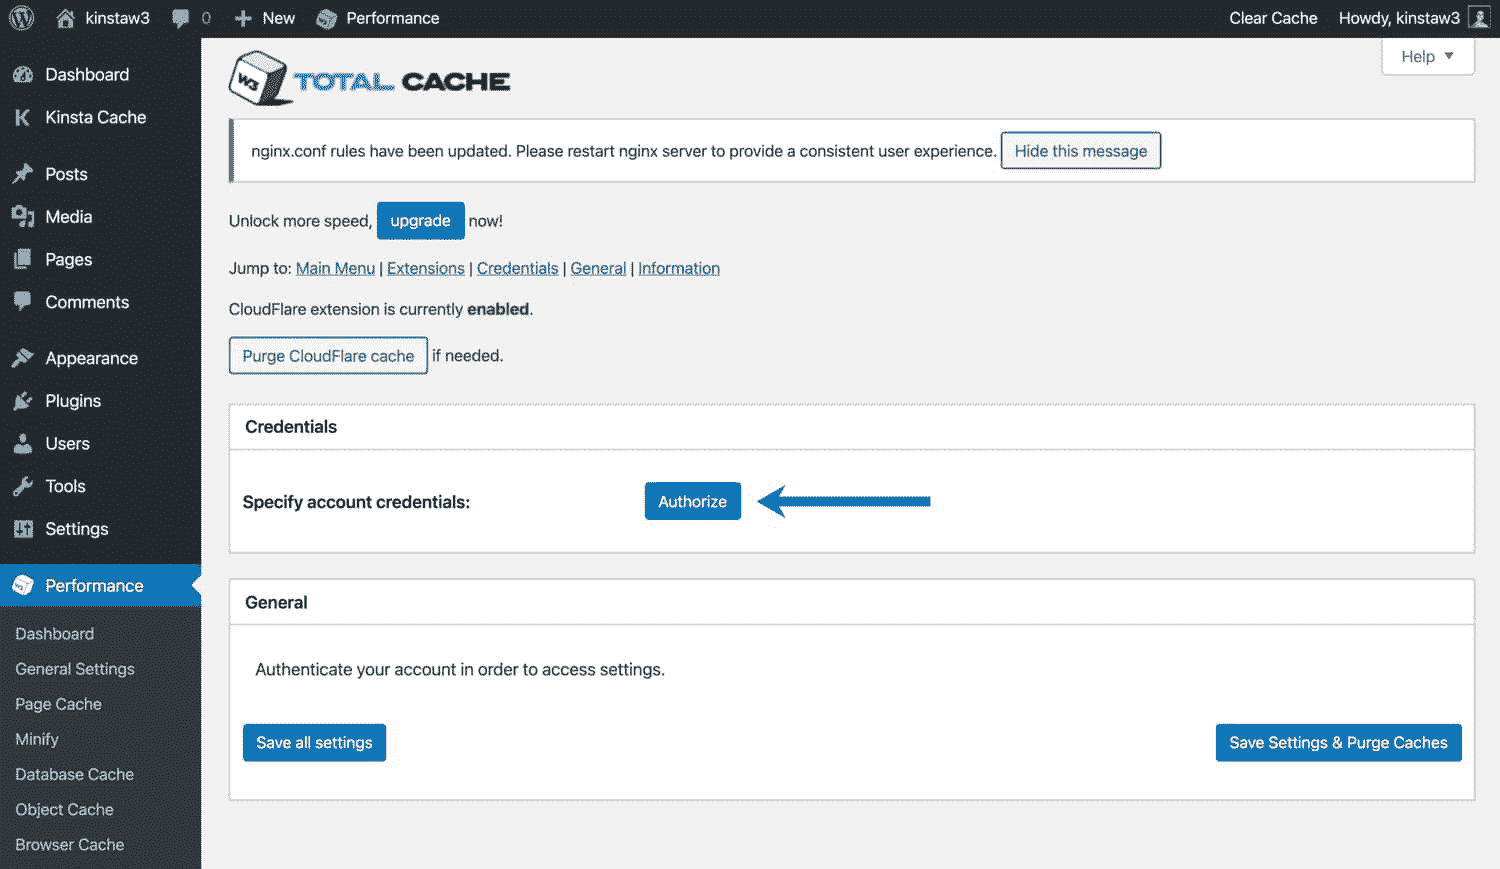 kinstaw3 0 New Performance Clear Cache Howdy, kinstaw3
Help
Dashboard
Kinsta Cache
Posts
Media
Pages
Comments
Appearance
Plugins
Users
Tools
Settings
Performance
Dashboard
General Settings
Page Cache
Minify
Database Cache
Object Cache
Browser Cache
W3 TOTAL CACHE
nginx.conf rules have been updated. Please restart nginx server to provide a consistent user experience. Hide this message
Unlock more speed, upgrade now!
Jump to: Main Menu | Extensions | Credentials | General | Information
CloudFlare extension is currently enabled.
Purge CloudFlare cache if needed.
Credentials
Specify account credentials: Authorize
General
Authenticate your account in order to access settings.
Save all settings Save Settings & Purge Caches